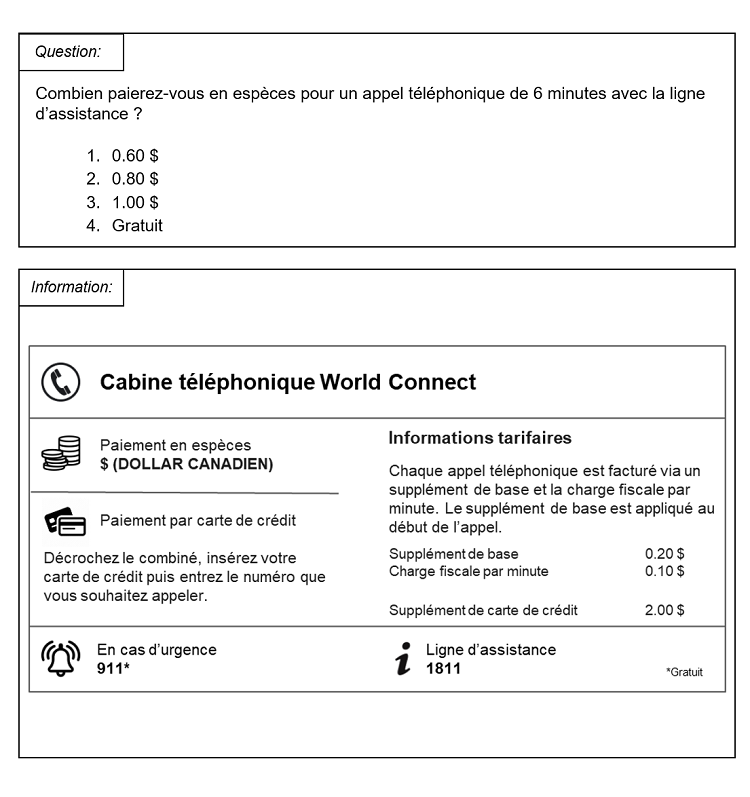 Question:
Combien paierez-vous en espèces pour un appel téléphonique de 6 minutes avec la ligne
d’assistance ?
1. 0.60 $
2. 0.80 $
3. 1.00 $
4. Gratuit
Information:
Cabine téléphonique World Connect
Paiement en espèces
$ (DOLLAR CANADIEN)
Paiement par carte de crédit
Décrochez le combiné, insérez votre
carte de crédit puis entrez le numéro que
vous souhaitez appeler.
Informations tarifaires
Chaque appel téléphonique est facturé via un
supplément de base et la charge fiscale par
minute. Le supplément de base est appliqué au
début de l’appel.
Supplément de base 0.20 $
Charge fiscale par minute 0.10 $
Supplément de carte de crédit 2.00 $
En cas d’urgence
911*
Ligne d’assistance
1811
*Gratuit